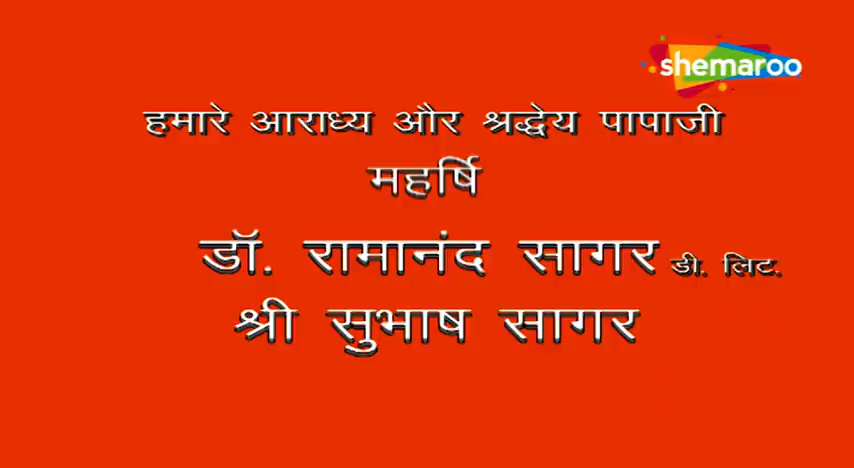 shemaroo
हमारे आराध्य और श्रद्धेय पापाजी
महर्षि
डॉ. रामानंद सागर डी. लिट.
श्री सुभाष सागर